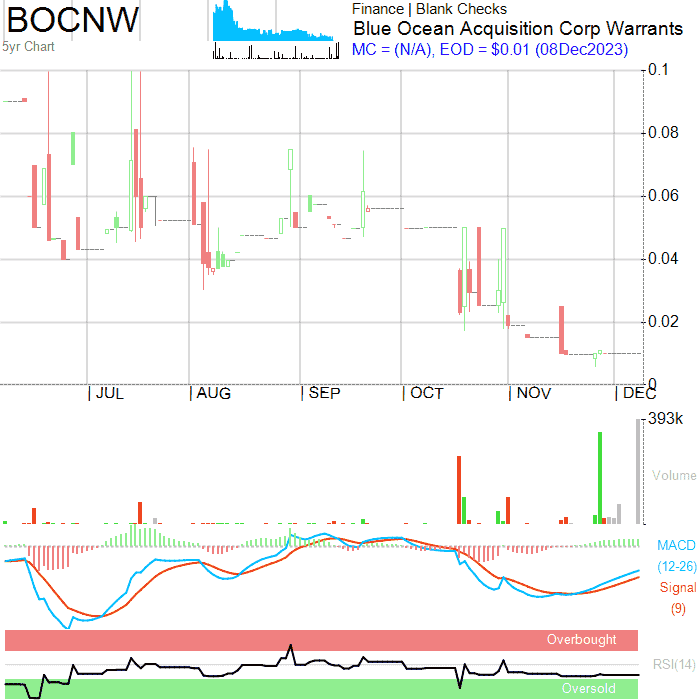 BOCNW
5yr Chart
Finance | Blank Checks
Blue Ocean Acquisition Corp Warrants
MC = (N/A), EOD = $0.01 (08Dec2023)
0.1
0.08
0.06
0.04
0.02
0
JUL AUG SEP OCT NOV DEC
393k
Volume
MACD
(12-26)
Signal
(9)
Overbought
RSI(14)
Oversold